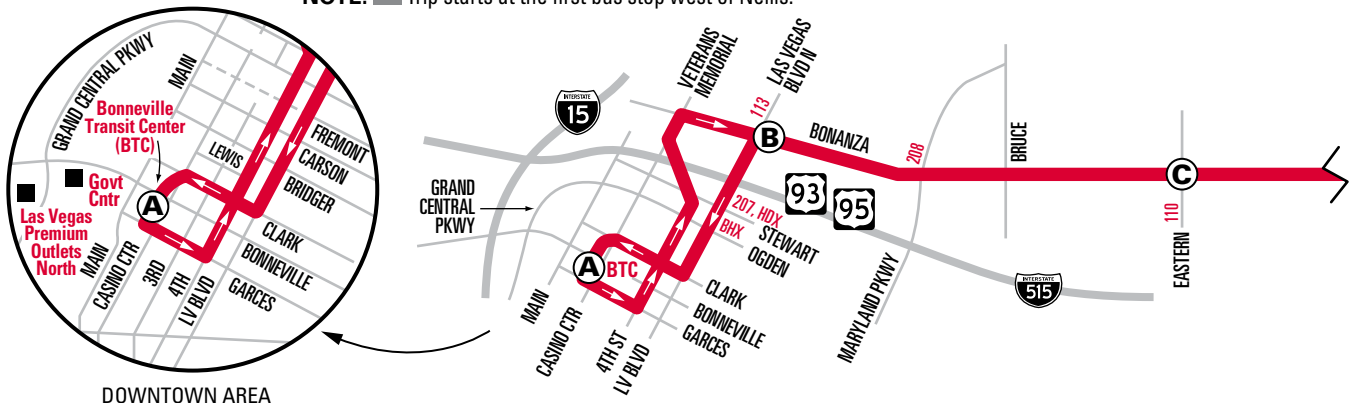 NOTE: Trip starts at the first bus stop west of Nellis.
GRAND CENTRAL PKWY
MAIN
Bonneville
Transit Center
(BTC)
LEWIS
FREMONT
CARSON
BRIDGER
Govt
Cntr
A
Las Vegas
Premium
Outlets
North
MAIN
CASINO CTR
3RD
4TH
LV BLVD
CLARK
BONNEVILLE
GARCES
DOWNTOWN AREA
VETERANS
MEMORIAL
LAS VEGAS
BLVD N
113
INTERSTATE
15
B
BONANZA
208
BRUCE
C
110
EASTERN
GRAND
CENTRAL
PKWY
93
95
207, HDX
BHX
STEWART
OGDEN
INTERSTATE
515
MARYLAND PKWY
A
BTC
MAIN
CASINO CTR
4TH ST
LV BLVD
CLARK
BONNEVILLE
GARCES